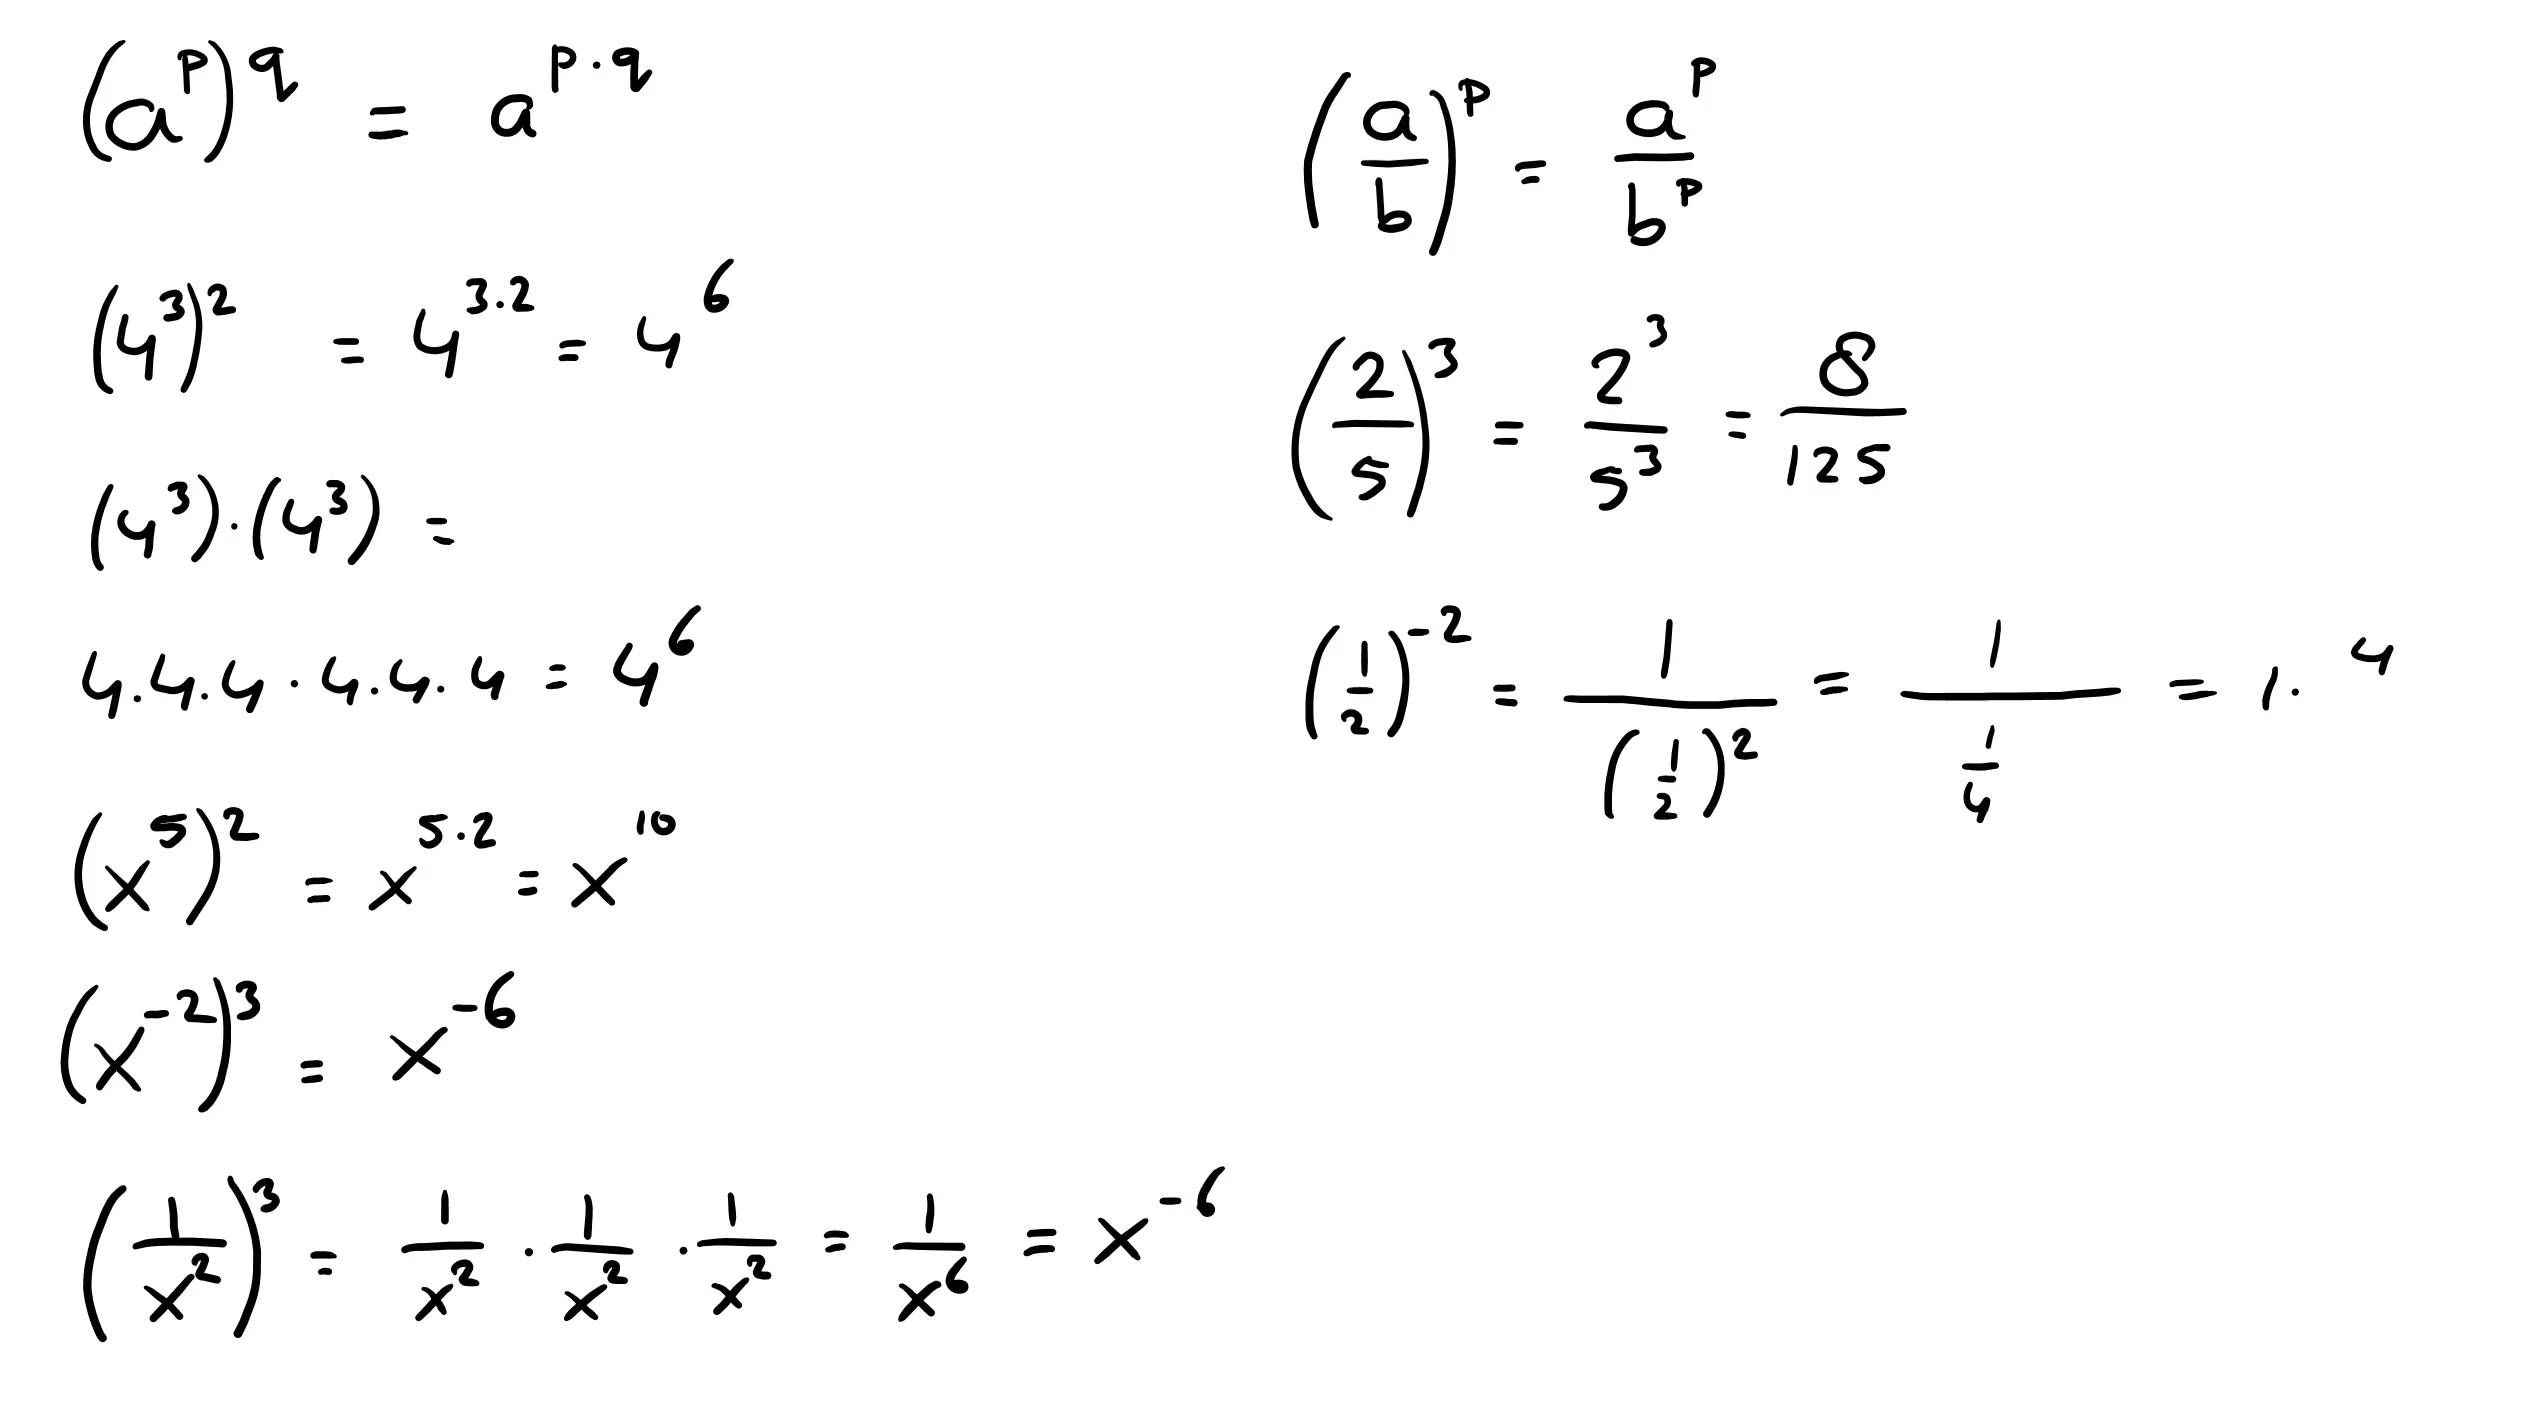 (a^p)^q = a^(p·q)
(4^3)^2 = 4^(3·2) = 4^6
(4^3)·(4^3) =
4·4·4·4·4·4 = 4^6
(x^5)^2 = x^(5·2) = x^10
(x^-2)^3 = x^-6
(1/x^2)^3 = 1/x^2 · 1/x^2 · 1/x^2 = 1/x^6 = x^-6
(a/b)^p = a^p/b^p
(2/5)^3 = 2^3/5^3 = 8/125
(1/2)^-2 = 1/(1/2)^2 = 1/(1/4) = 1· 4